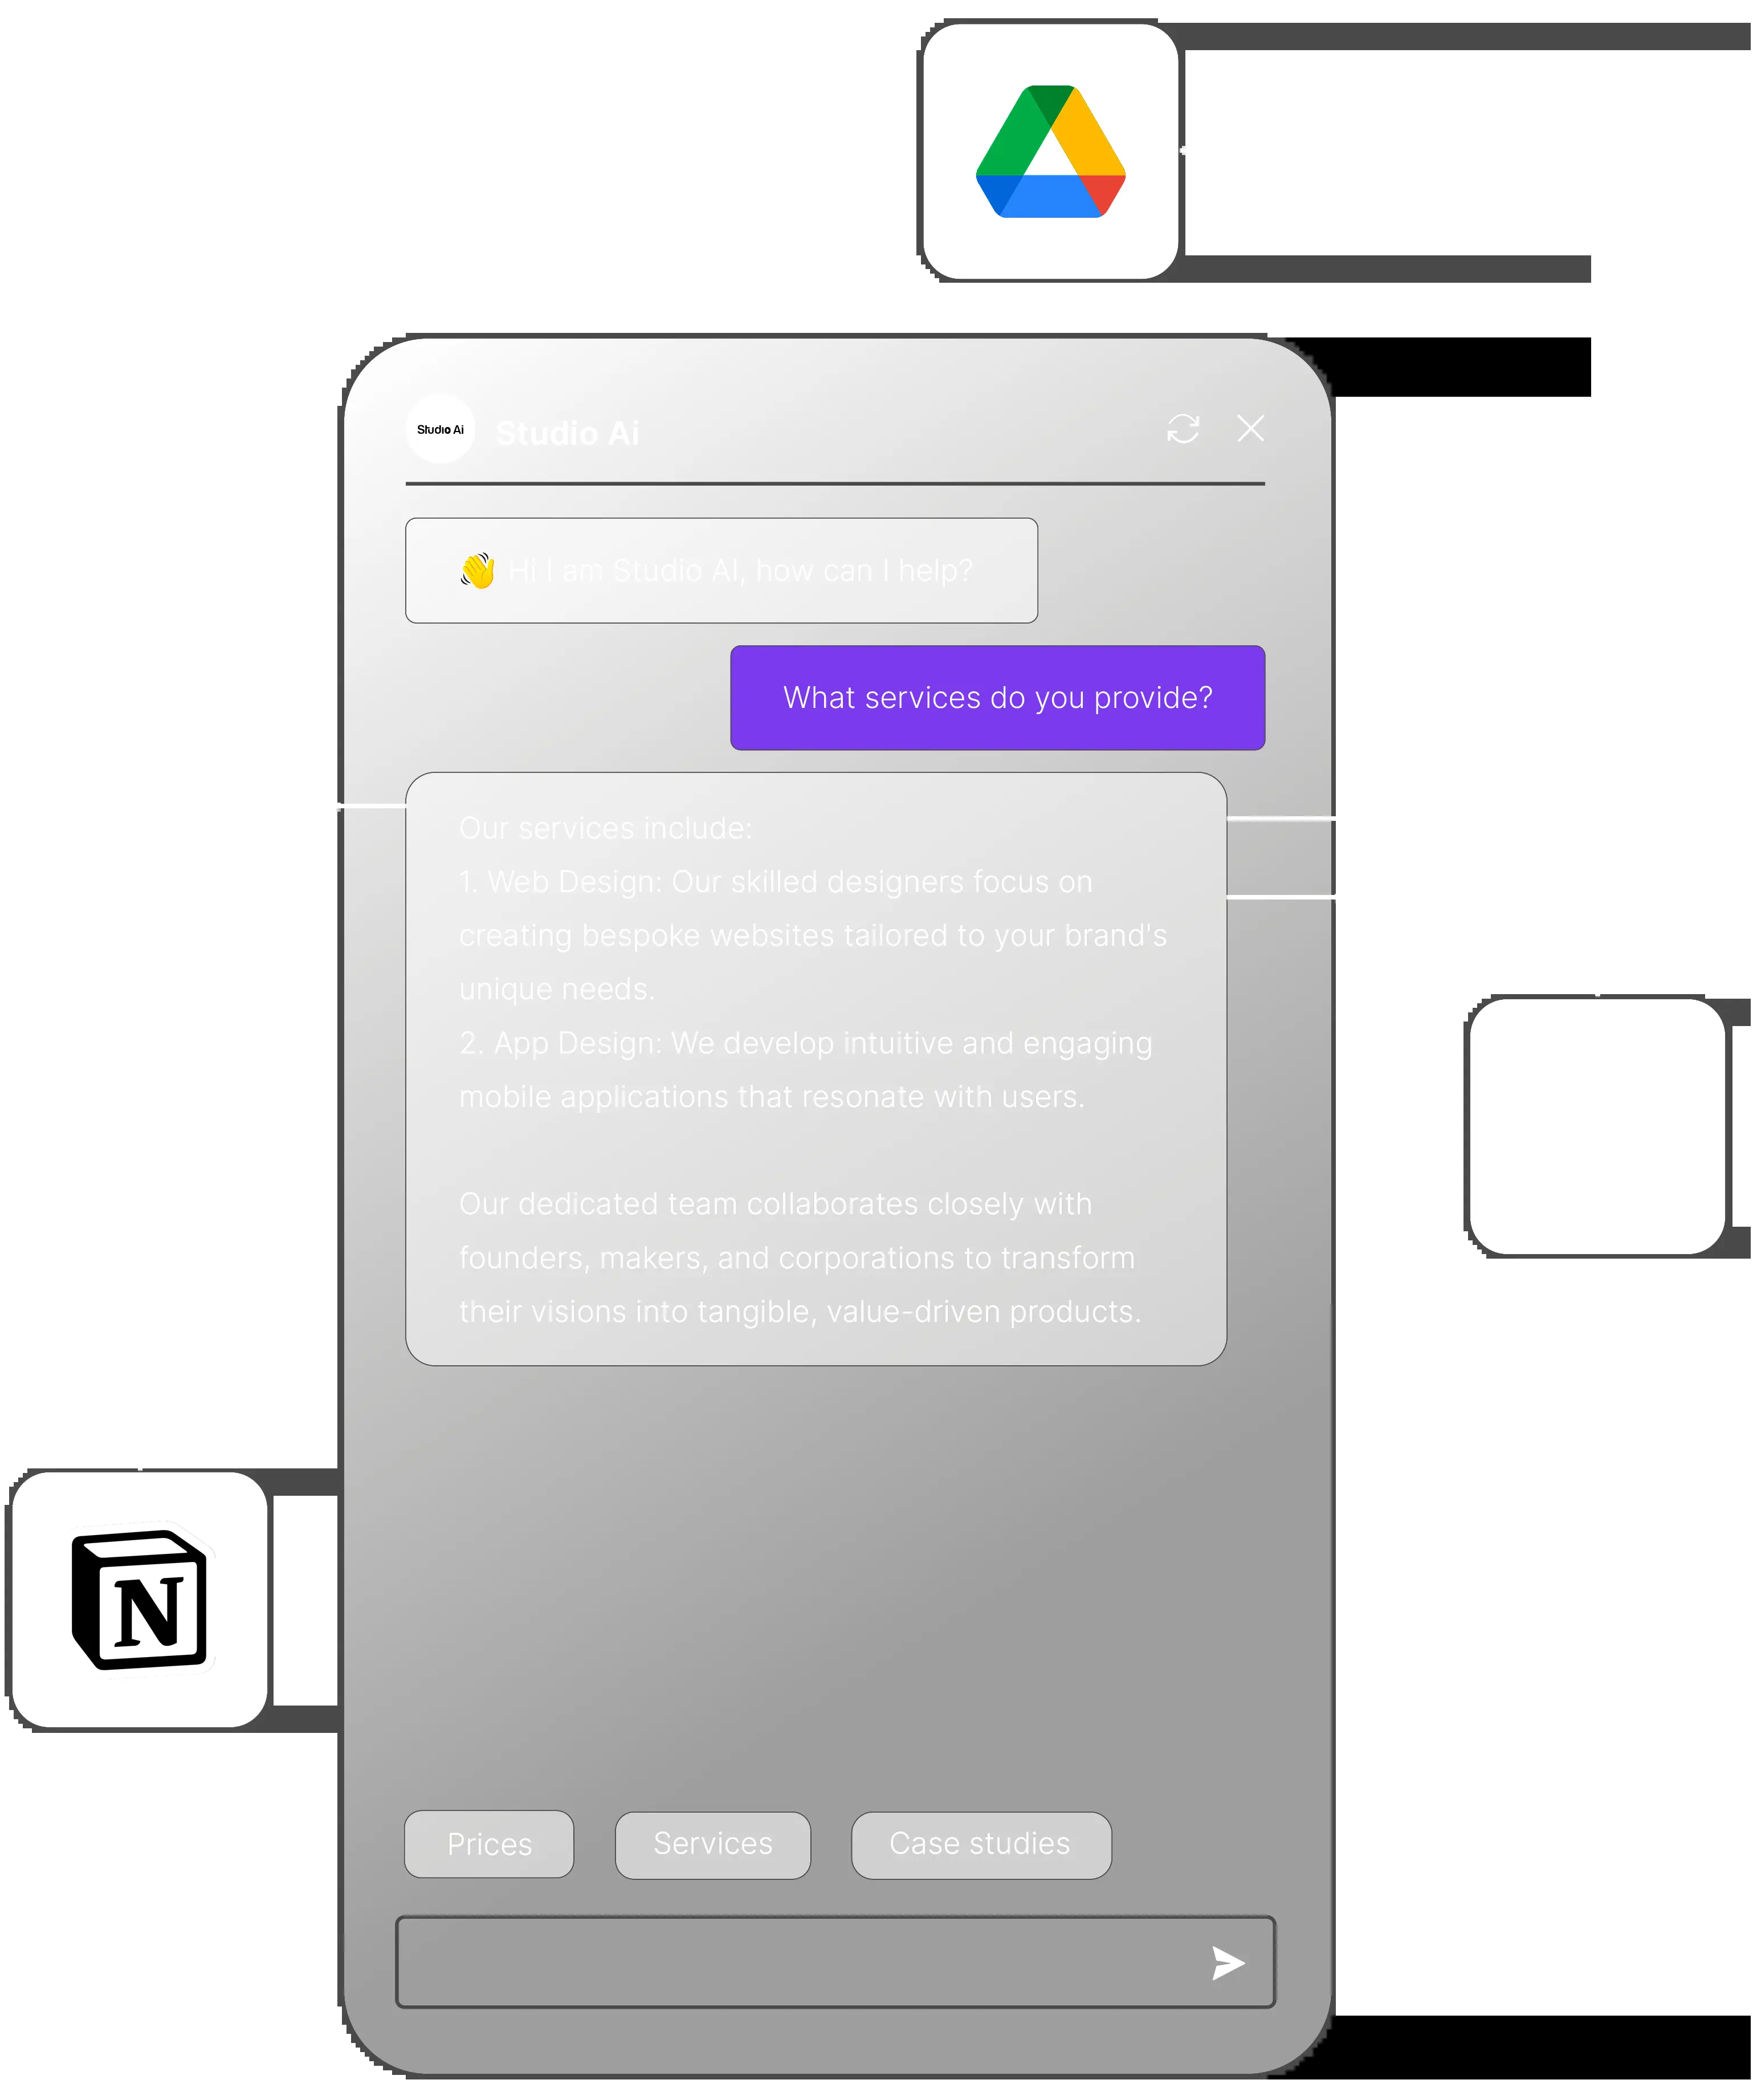 Studio Ai
Studio Ai
👋 Hi I am Studio AI, how can I help?
What services do you provide?
Our services include:
1. Web Design: Our skilled designers focus on
creating bespoke websites tailored to your brand's
unique needs.
2. App Design: We develop intuitive and engaging
mobile applications that resonate with users.
Our dedicated team collaborates closely with
founders, makers, and corporations to transform
their visions into tangible, value-driven products.
N
Prices
Services
Case studies